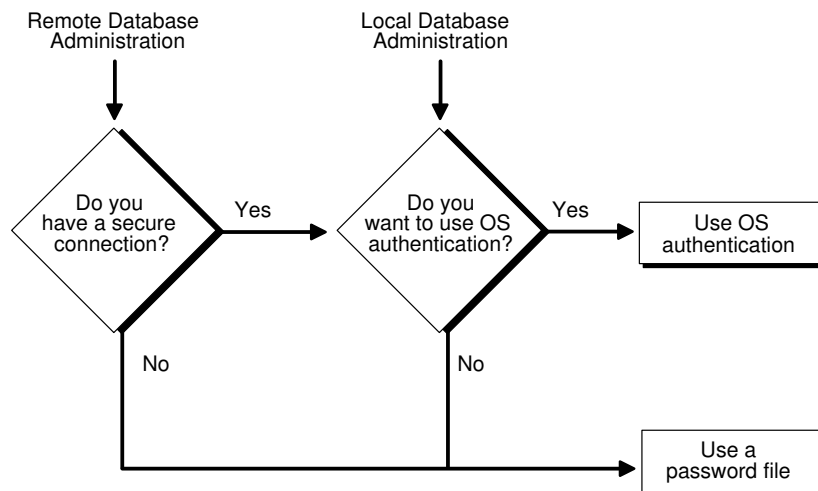 Remote Database
Administration
Local Database
Administration
Do you
have a secure
connection?
Yes
Do you
want to use OS
authentication?
Yes
Use OS
authentication
No
No
Use a
password file